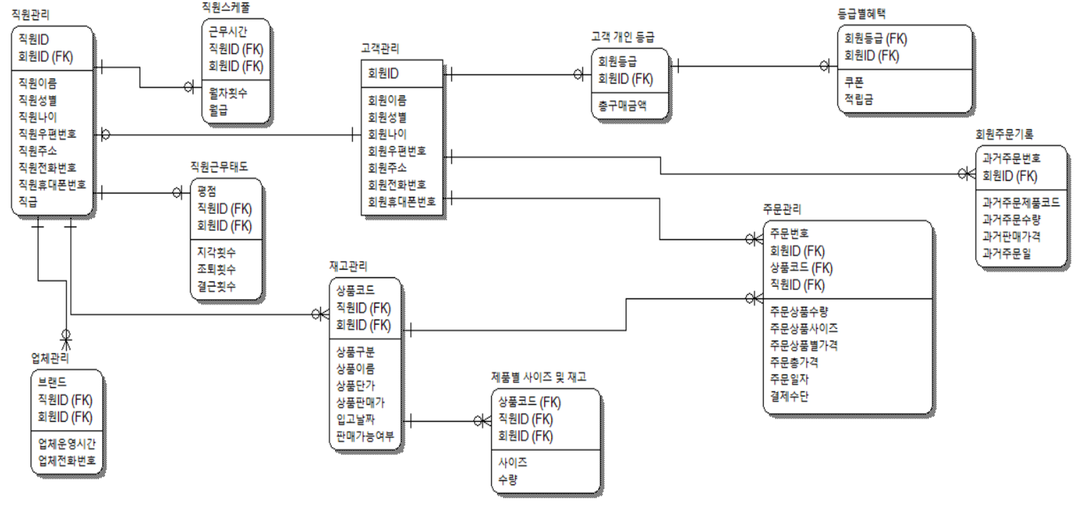 직원관리
직원ID
회원ID (FK)
직원이름
직원성별
직원나이
직원우편번호
직원주소
직원전화번호
직원휴대폰번호
직급
직원스케쥴
근무시간
직원ID (FK)
회원ID (FK)
월차횟수
월급
고객관리
회원ID
회원이름
회원성별
회원나이
회원우편번호
회원주소
회원전화번호
회원휴대폰번호
고객 개인 등급
회원등급
회원ID (FK)
총구매금액
등급별혜택
회원등급 (FK)
회원ID (FK)
쿠폰
적립금
회원주문기록
과거주문번호
회원ID (FK)
과거주문제품코드
과거주문수량
과거판매가격
과거주문일
직원근무태도
평점
직원ID (FK)
회원ID (FK)
지각횟수
조퇴횟수
결근횟수
주문관리
주문번호
회원ID (FK)
상품코드 (FK)
직원ID (FK)
주문상품수량
주문상품사이즈
주문상품별가격
주문총가격
주문일자
결제수단
재고관리
상품코드
직원ID (FK)
회원ID (FK)
상품구분
상품이름
상품단가
상품판매가
입고날짜
판매가능여부
업체관리
브랜드
직원ID (FK)
회원ID (FK)
업체운영시간
업체전화번호
제품별 사이즈 및 재고
상품코드 (FK)
직원ID (FK)
회원ID (FK)
사이즈
수량